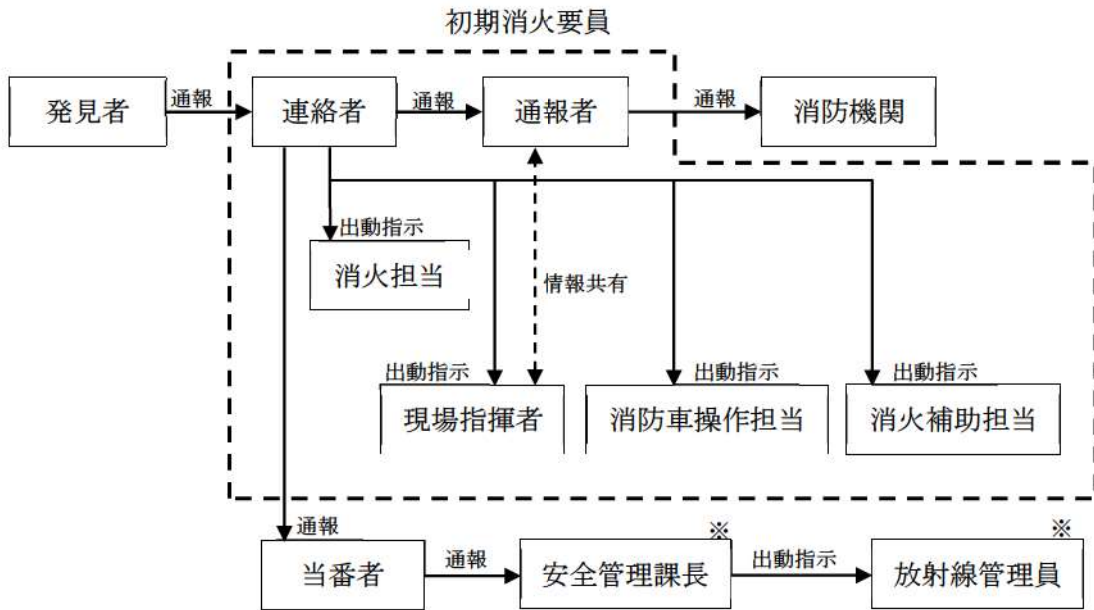 初期消火要員
発見者
通報
連絡者
通報
通報者
通報
消防機関
出動指示
消火担当
情報共有
出動指示
現場指揮者
出動指示
消防車操作担当
出動指示
消火補助担当
通報
当番者
通報
※
安全管理課長
出動指示
※
放射線管理員